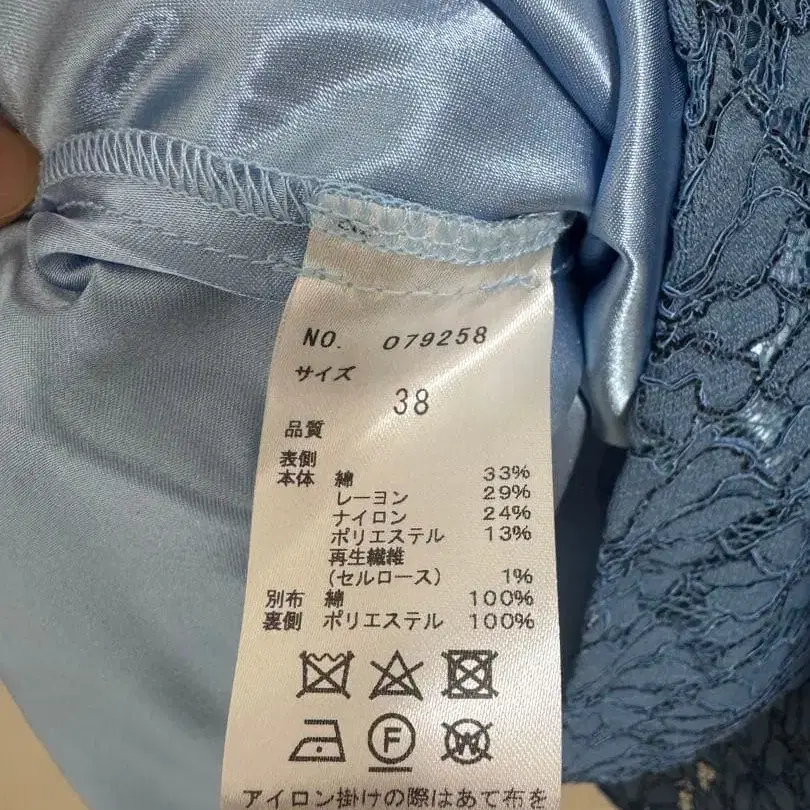 NO. 079258
サイズ
38
品質
表側
本体 綿 33%
レーヨン 29%
ナイロン 24%
ポリエステル 13%
再生繊維
(セルロース) 1%
別布 綿 100%
裏側 ポリエステル 100%
F
W
アイロン掛けの際はあて布を